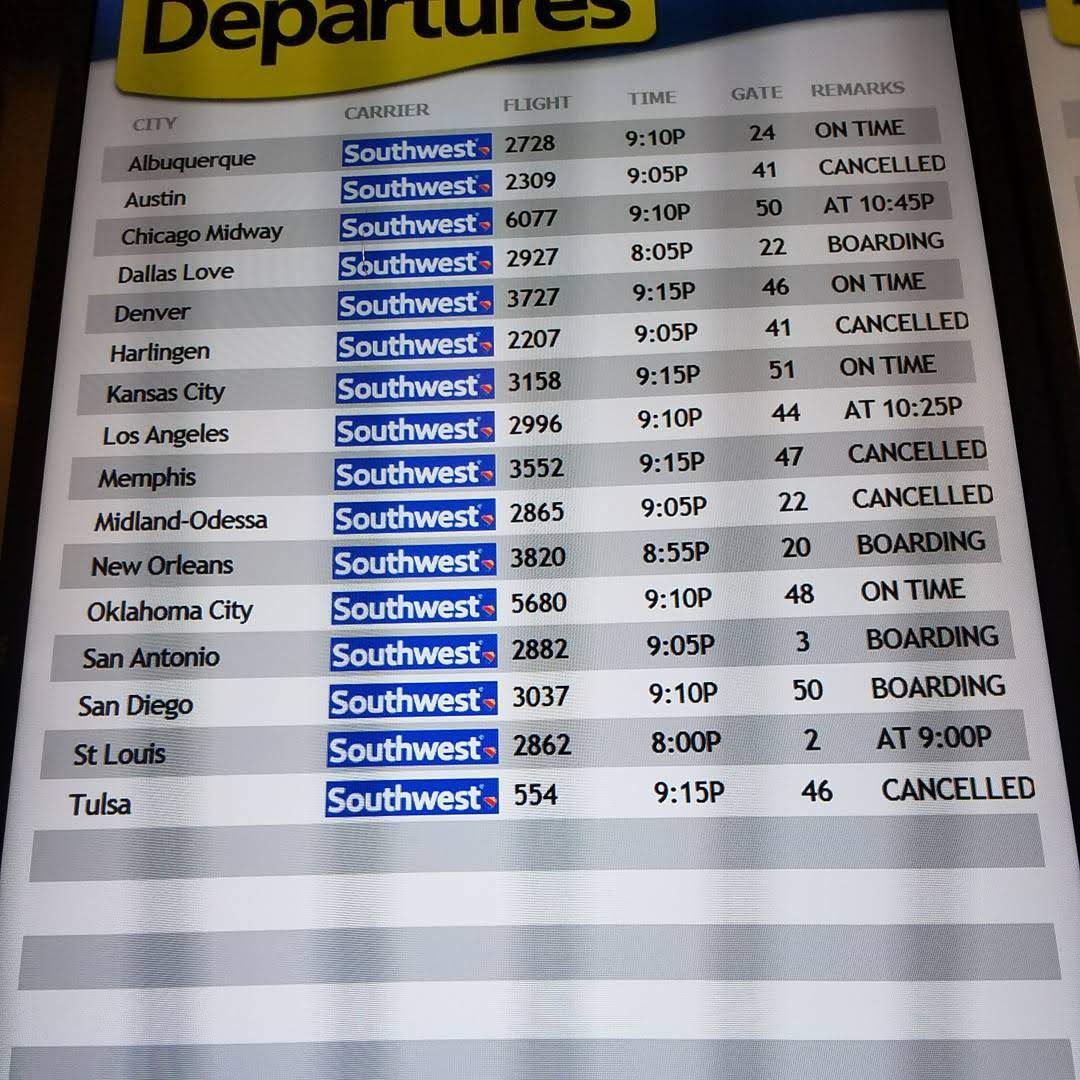 Departures
CITY CARRIER FLIGHT TIME GATE REMARKS
Albuquerque Southwest 2728 9:10P 24 ON TIME
Austin Southwest 2309 9:05P 41 CANCELLED
Chicago Midway Southwest 6077 9:10P 50 AT 10:45P
Dallas Love Southwest 2927 8:05P 22 BOARDING
Denver Southwest 3727 9:15P 46 ON TIME
Harlingen Southwest 2207 9:05P 41 CANCELLED
Kansas City Southwest 3158 9:15P 51 ON TIME
Los Angeles Southwest 2996 9:10P 44 AT 10:25P
Memphis Southwest 3552 9:15P 47 CANCELLED
Midland-Odessa Southwest 2865 9:05P 22 CANCELLED
New Orleans Southwest 3820 8:55P 20 BOARDING
Oklahoma City Southwest 5680 9:10P 48 ON TIME
San Antonio Southwest 2882 9:05P 3 BOARDING
San Diego Southwest 3037 9:10P 50 BOARDING
St Louis Southwest 2862 8:00P 2 AT 9:00P
Tulsa Southwest 554 9:15P 46 CANCELLED